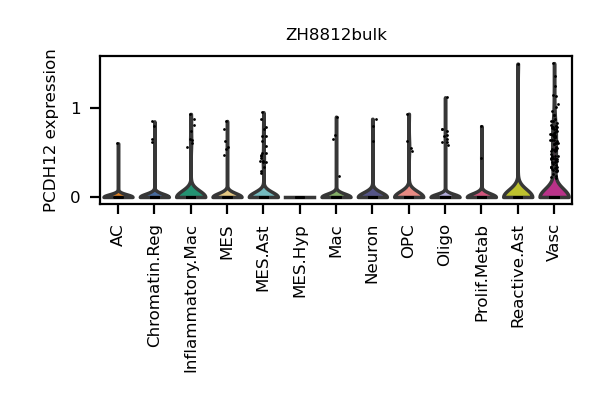 ZH8812bulk
PCDH12 expression
1
0
AC
Chromatin.Reg
Inflammatory.Mac
MES
MES.Ast
MES.Hyp
Mac
Neuron
OPC
Oligo
Prolif.Metab
Reactive.Ast
Vasc